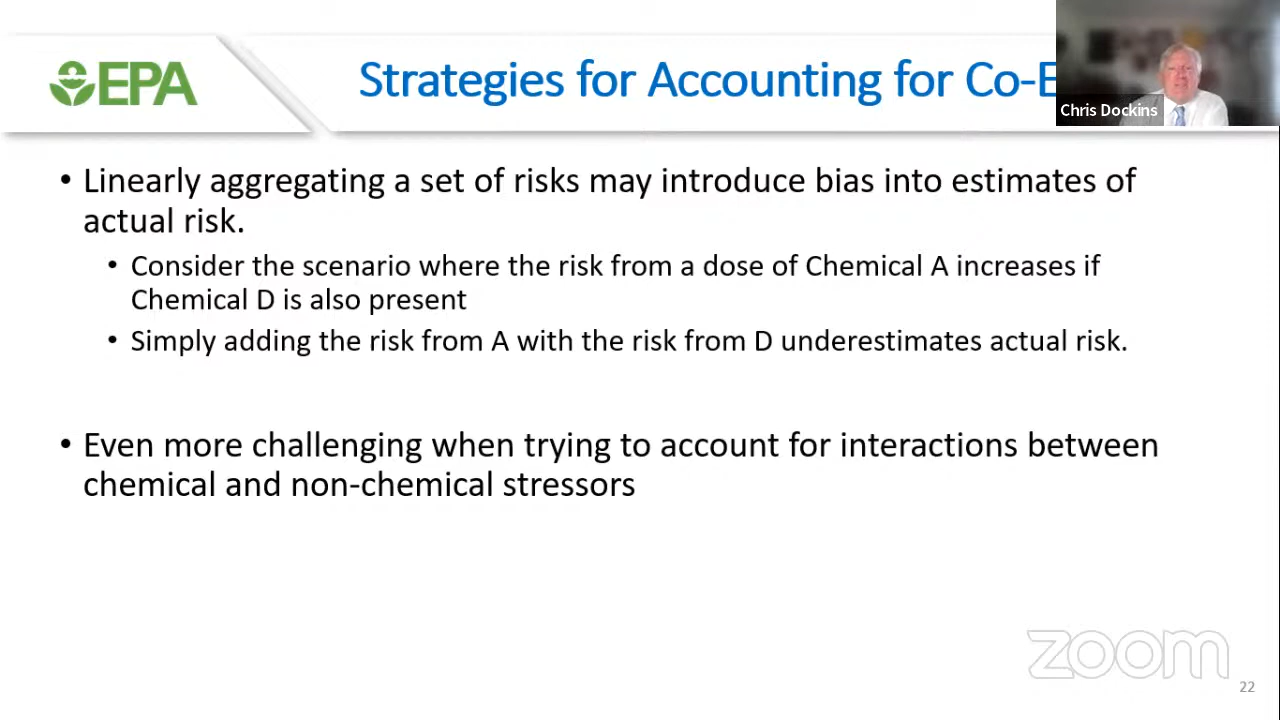 EPA
Strategies for Accounting for Co-E
Chris Dockins
• Linearly aggregating a set of risks may introduce bias into estimates of
actual risk.
• Consider the scenario where the risk from a dose of Chemical A increases if
Chemical D is also present
• Simply adding the risk from A with the risk from D underestimates actual risk.
• Even more challenging when trying to account for interactions between
chemical and non-chemical stressors
zoom
22